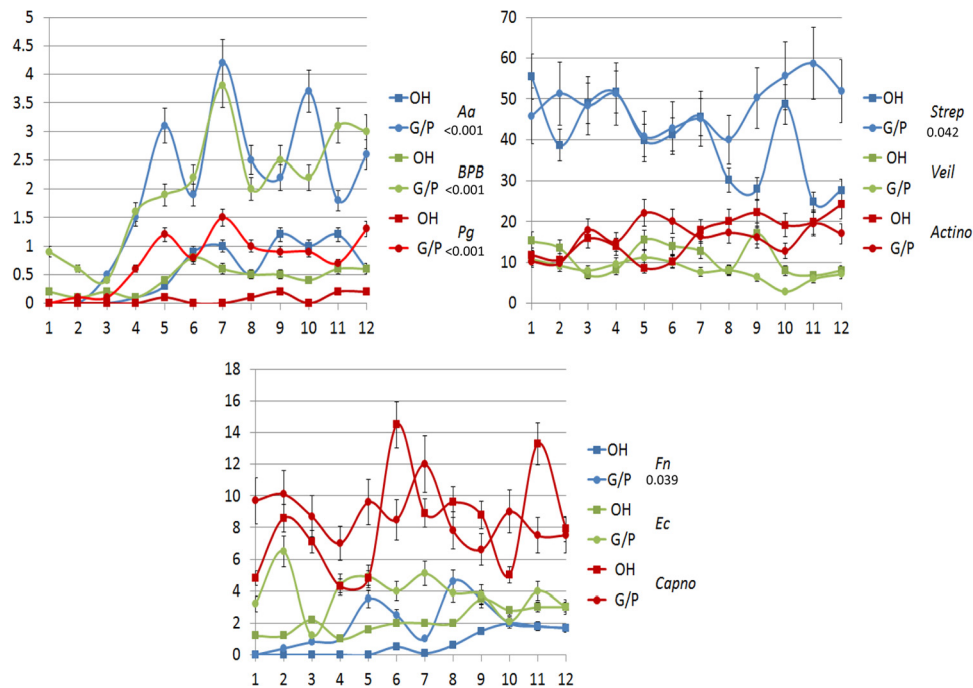 5
4.5
4
3.5
3
2.5
2
1.5
1
0.5
0
1 2 3 4 5 6 7 8 9 10 11 12
OH
Aa
G/P <0.001
OH
BPB
G/P <0.001
OH
Pg
G/P <0.001
70
60
50
40
30
20
10
0
1 2 3 4 5 6 7 8 9 10 11 12
OH
Strep
G/P 0.042
OH
Veil
G/P
OH
Actino
G/P
18
16
14
12
10
8
6
4
2
0
1 2 3 4 5 6 7 8 9 10 11 12
OH
Fn
G/P 0.039
OH
Ec
G/P
OH
Capno
G/P